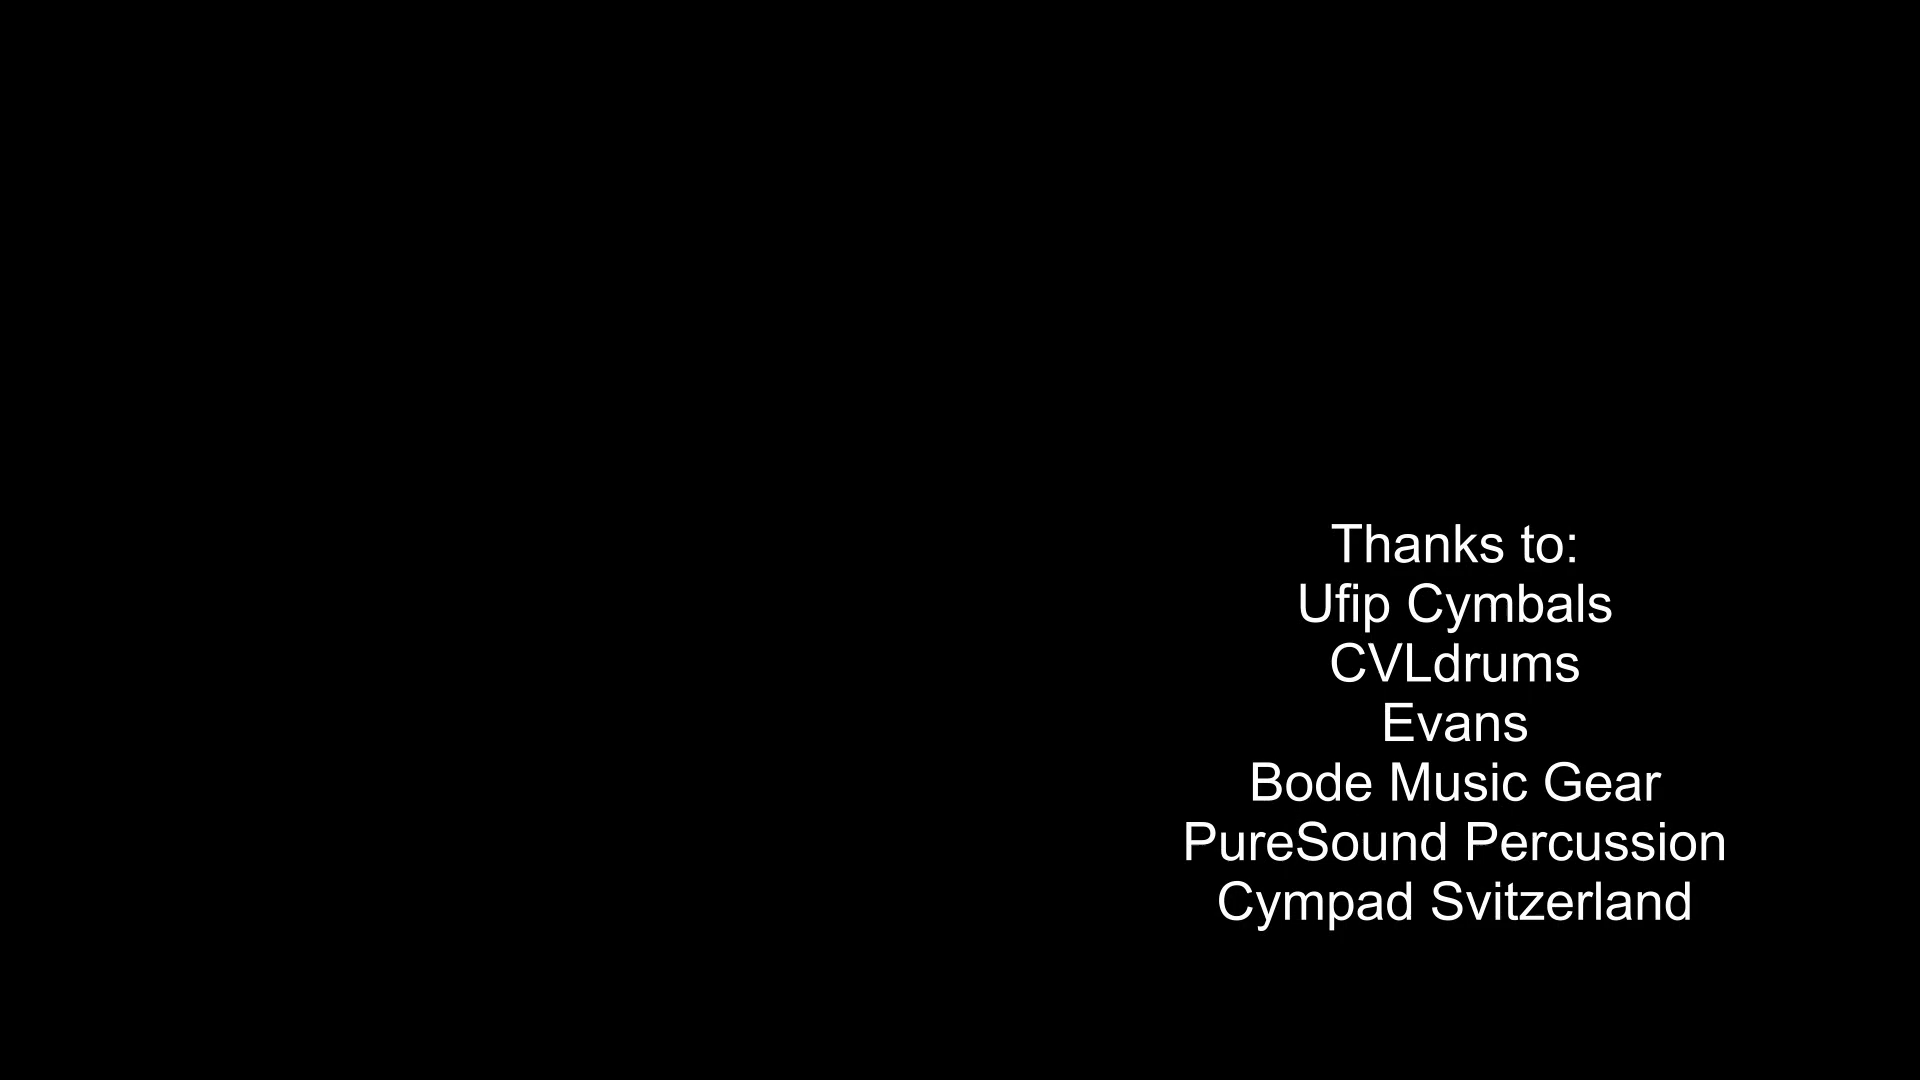 Thanks to:
Ufip Cymbals
CVLdrums
Evans
Bode Music Gear
PureSound Percussion
Cympad Svitzerland